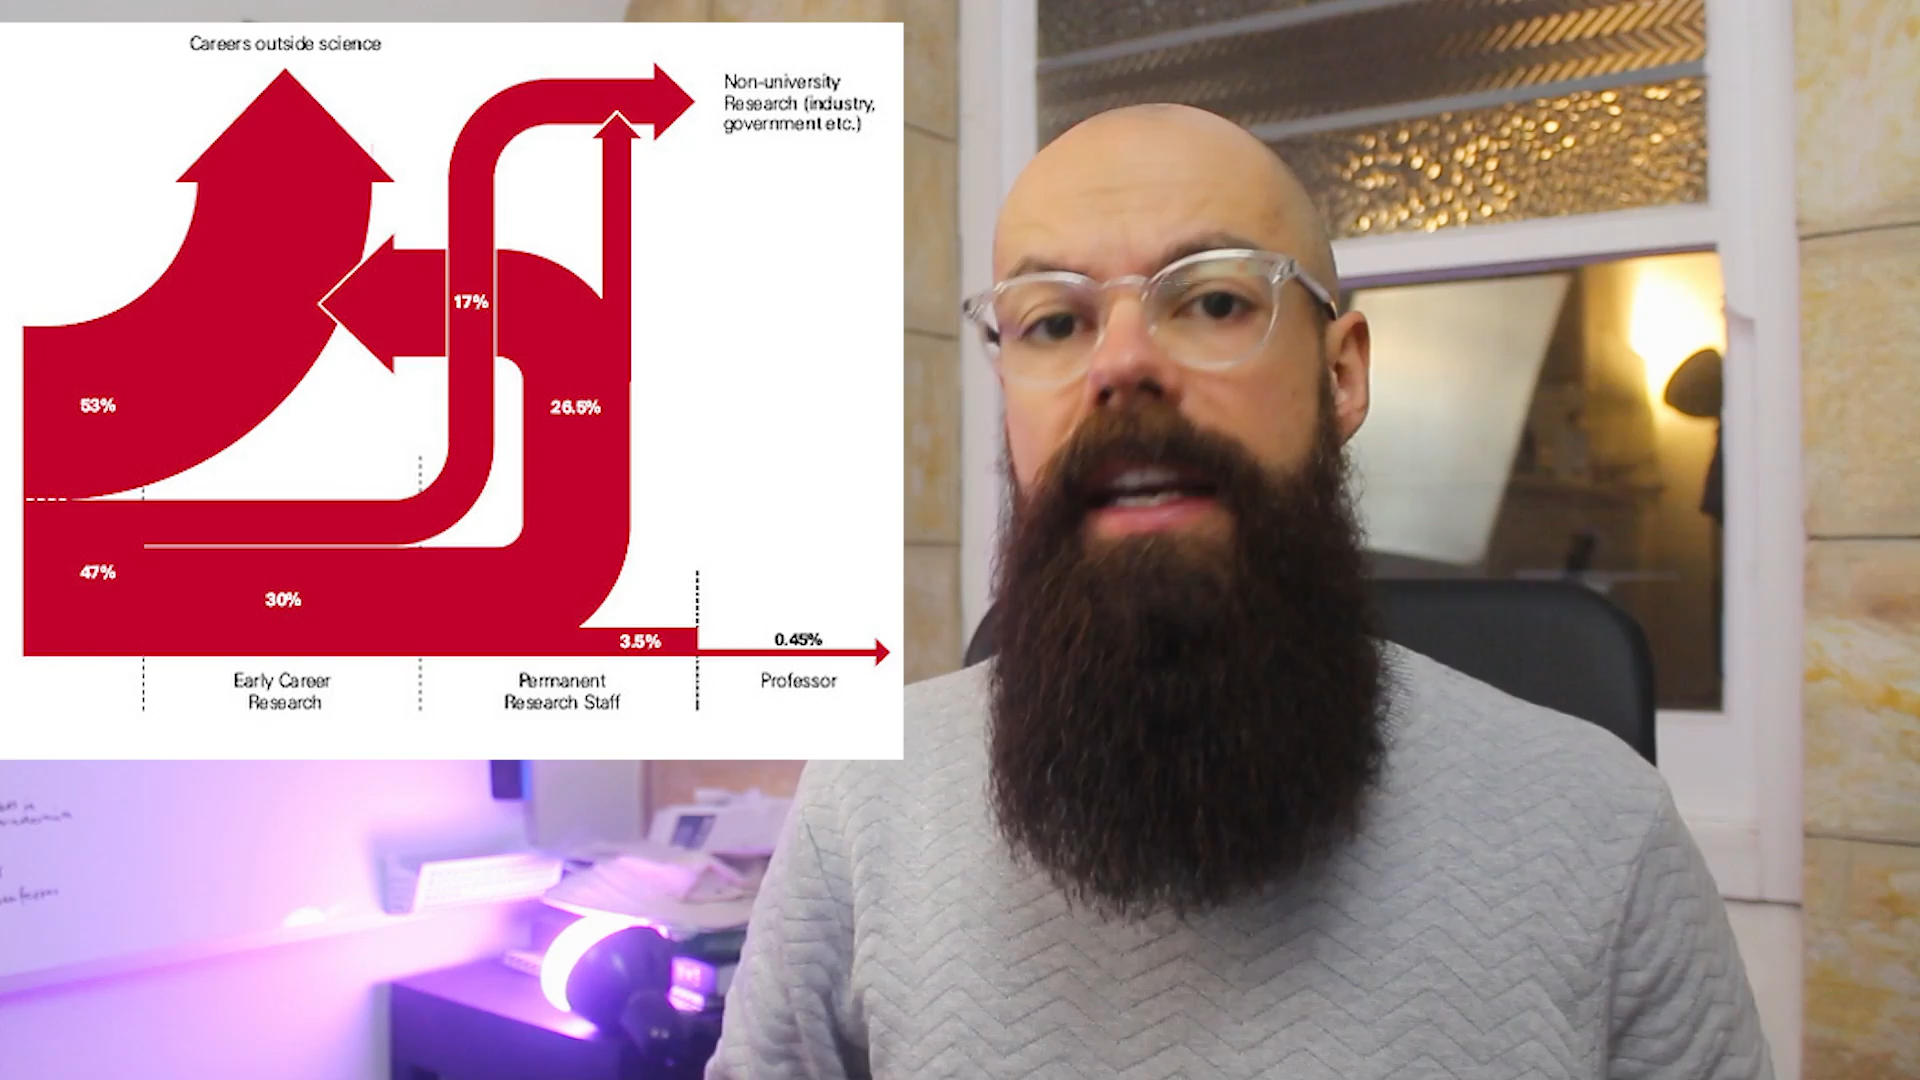 Careers outside science
Non-university
Research (industry,
government etc.)
17%
53%
26.5%
47%
30%
3.5%
0.45%
Early Career
Research
Permanent
Research Staff
Professor